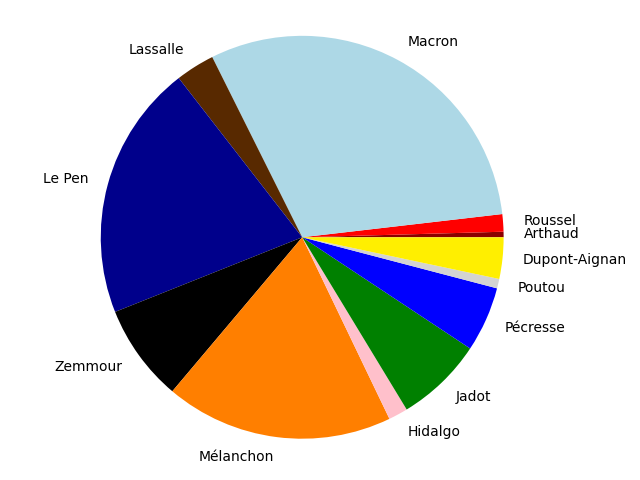 Macron
Lassalle
Le Pen
Roussel
Arthaud
Dupont-Aignan
Poutou
Pécresse
Zemmour
Jadot
Hidalgo
Mélanchon